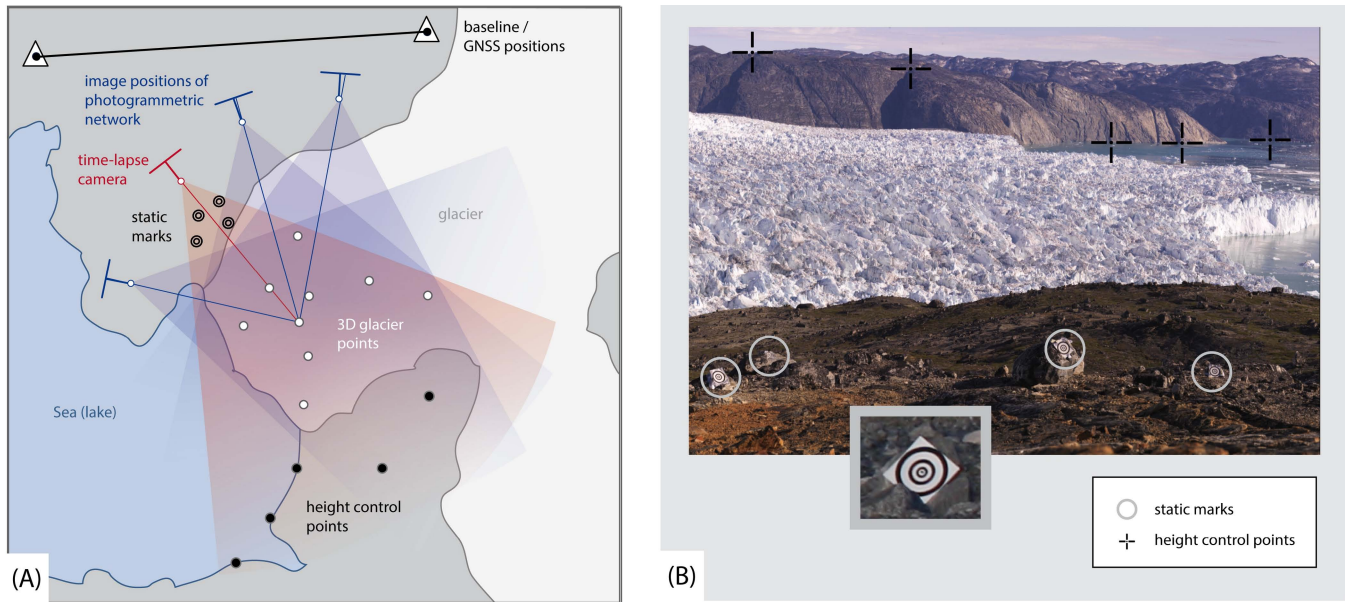 baseline /
GNSS positions
image positions of
photogrammetric
network
time-lapse
camera
static
marks
glacier
3D glacier
points
Sea (lake)
height control
points
(A)
static marks
height control points
(B)